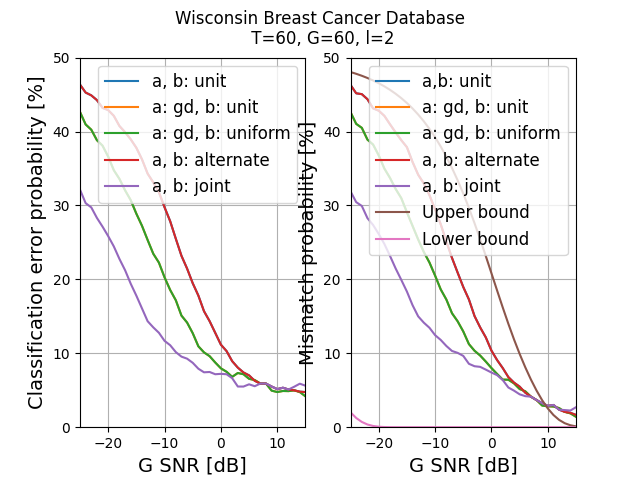 Wisconsin Breast Cancer Database
T=60, G=60, l=2
Classification error probability [%]
50
40
30
20
10
0
−20
−10
0
10
G SNR [dB]
a, b: unit
a: gd, b: unit
a: gd, b: uniform
a, b: alternate
a, b: joint
Mismatch probability [%]
50
40
30
20
10
0
−20
−10
0
10
G SNR [dB]
a,b: unit
a: gd, b: unit
a: gd, b: uniform
a, b: alternate
a, b: joint
Upper bound
Lower bound